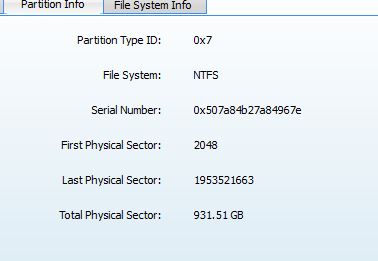 Partition Info File System Info
Partition Type ID: 0x7
File System: NTFS
Serial Number: 0x507a84b27a84967e
First Physical Sector: 2048
Last Physical Sector: 1953521663
Total Physical Sector: 931.51 GB